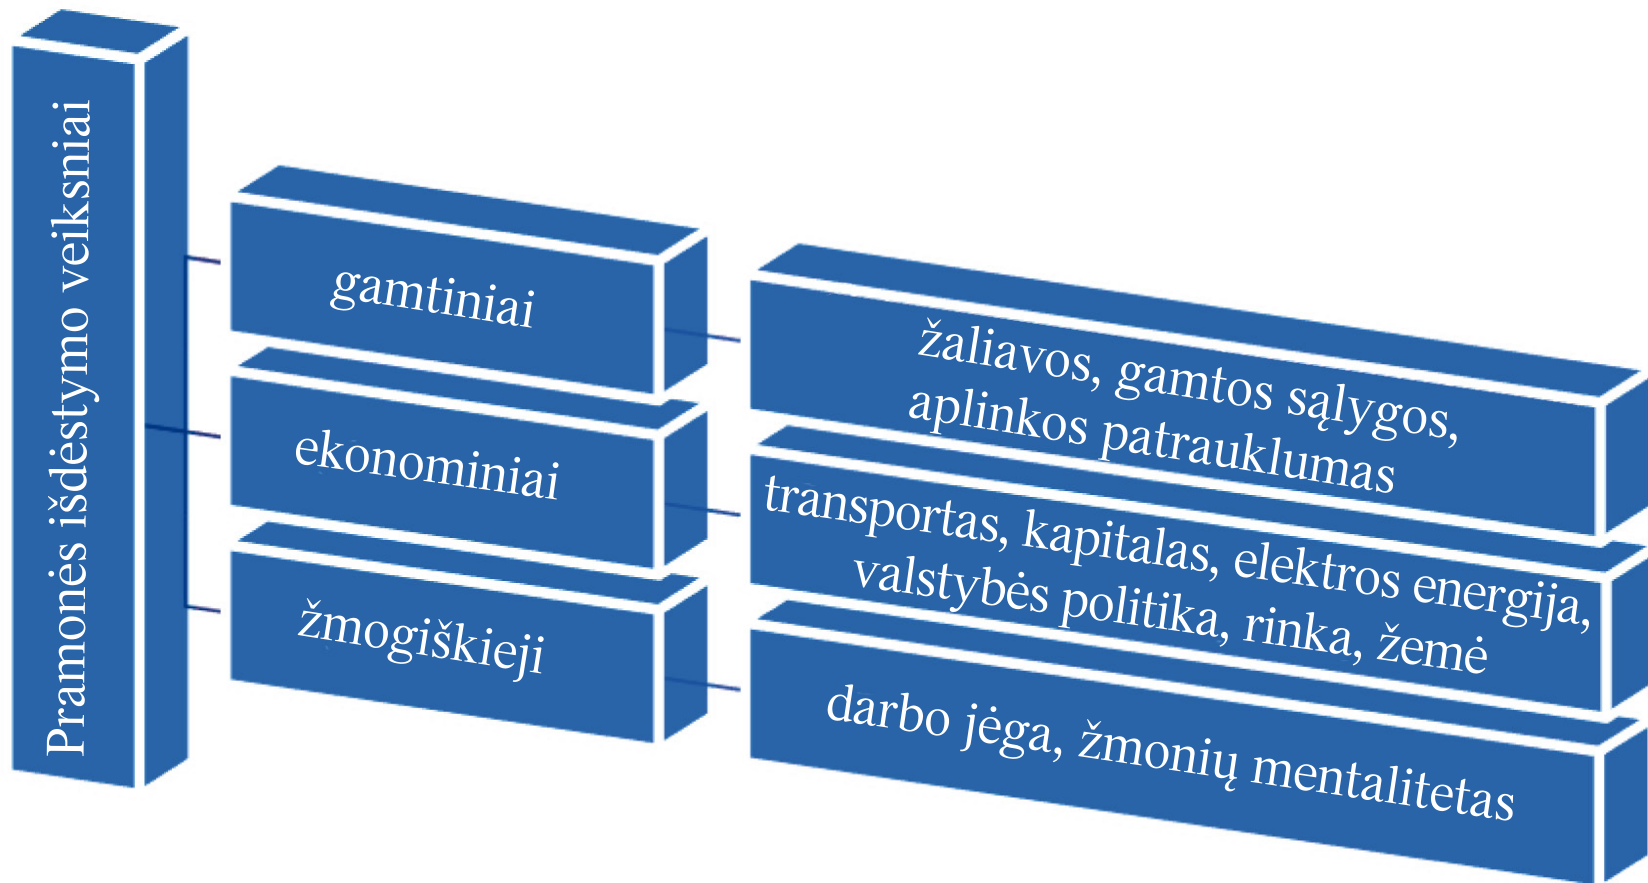 Pramonės išdėstymo veiksniai
gamtiniai
žaliavos, gamtos sąlygos,
aplinkos patrauklumas
ekonominiai
transportas, kapitalas, elektros energija,
valstybės politika, rinka, žemė
žmogiškieji
darbo jėga, žmonių mentalitetas